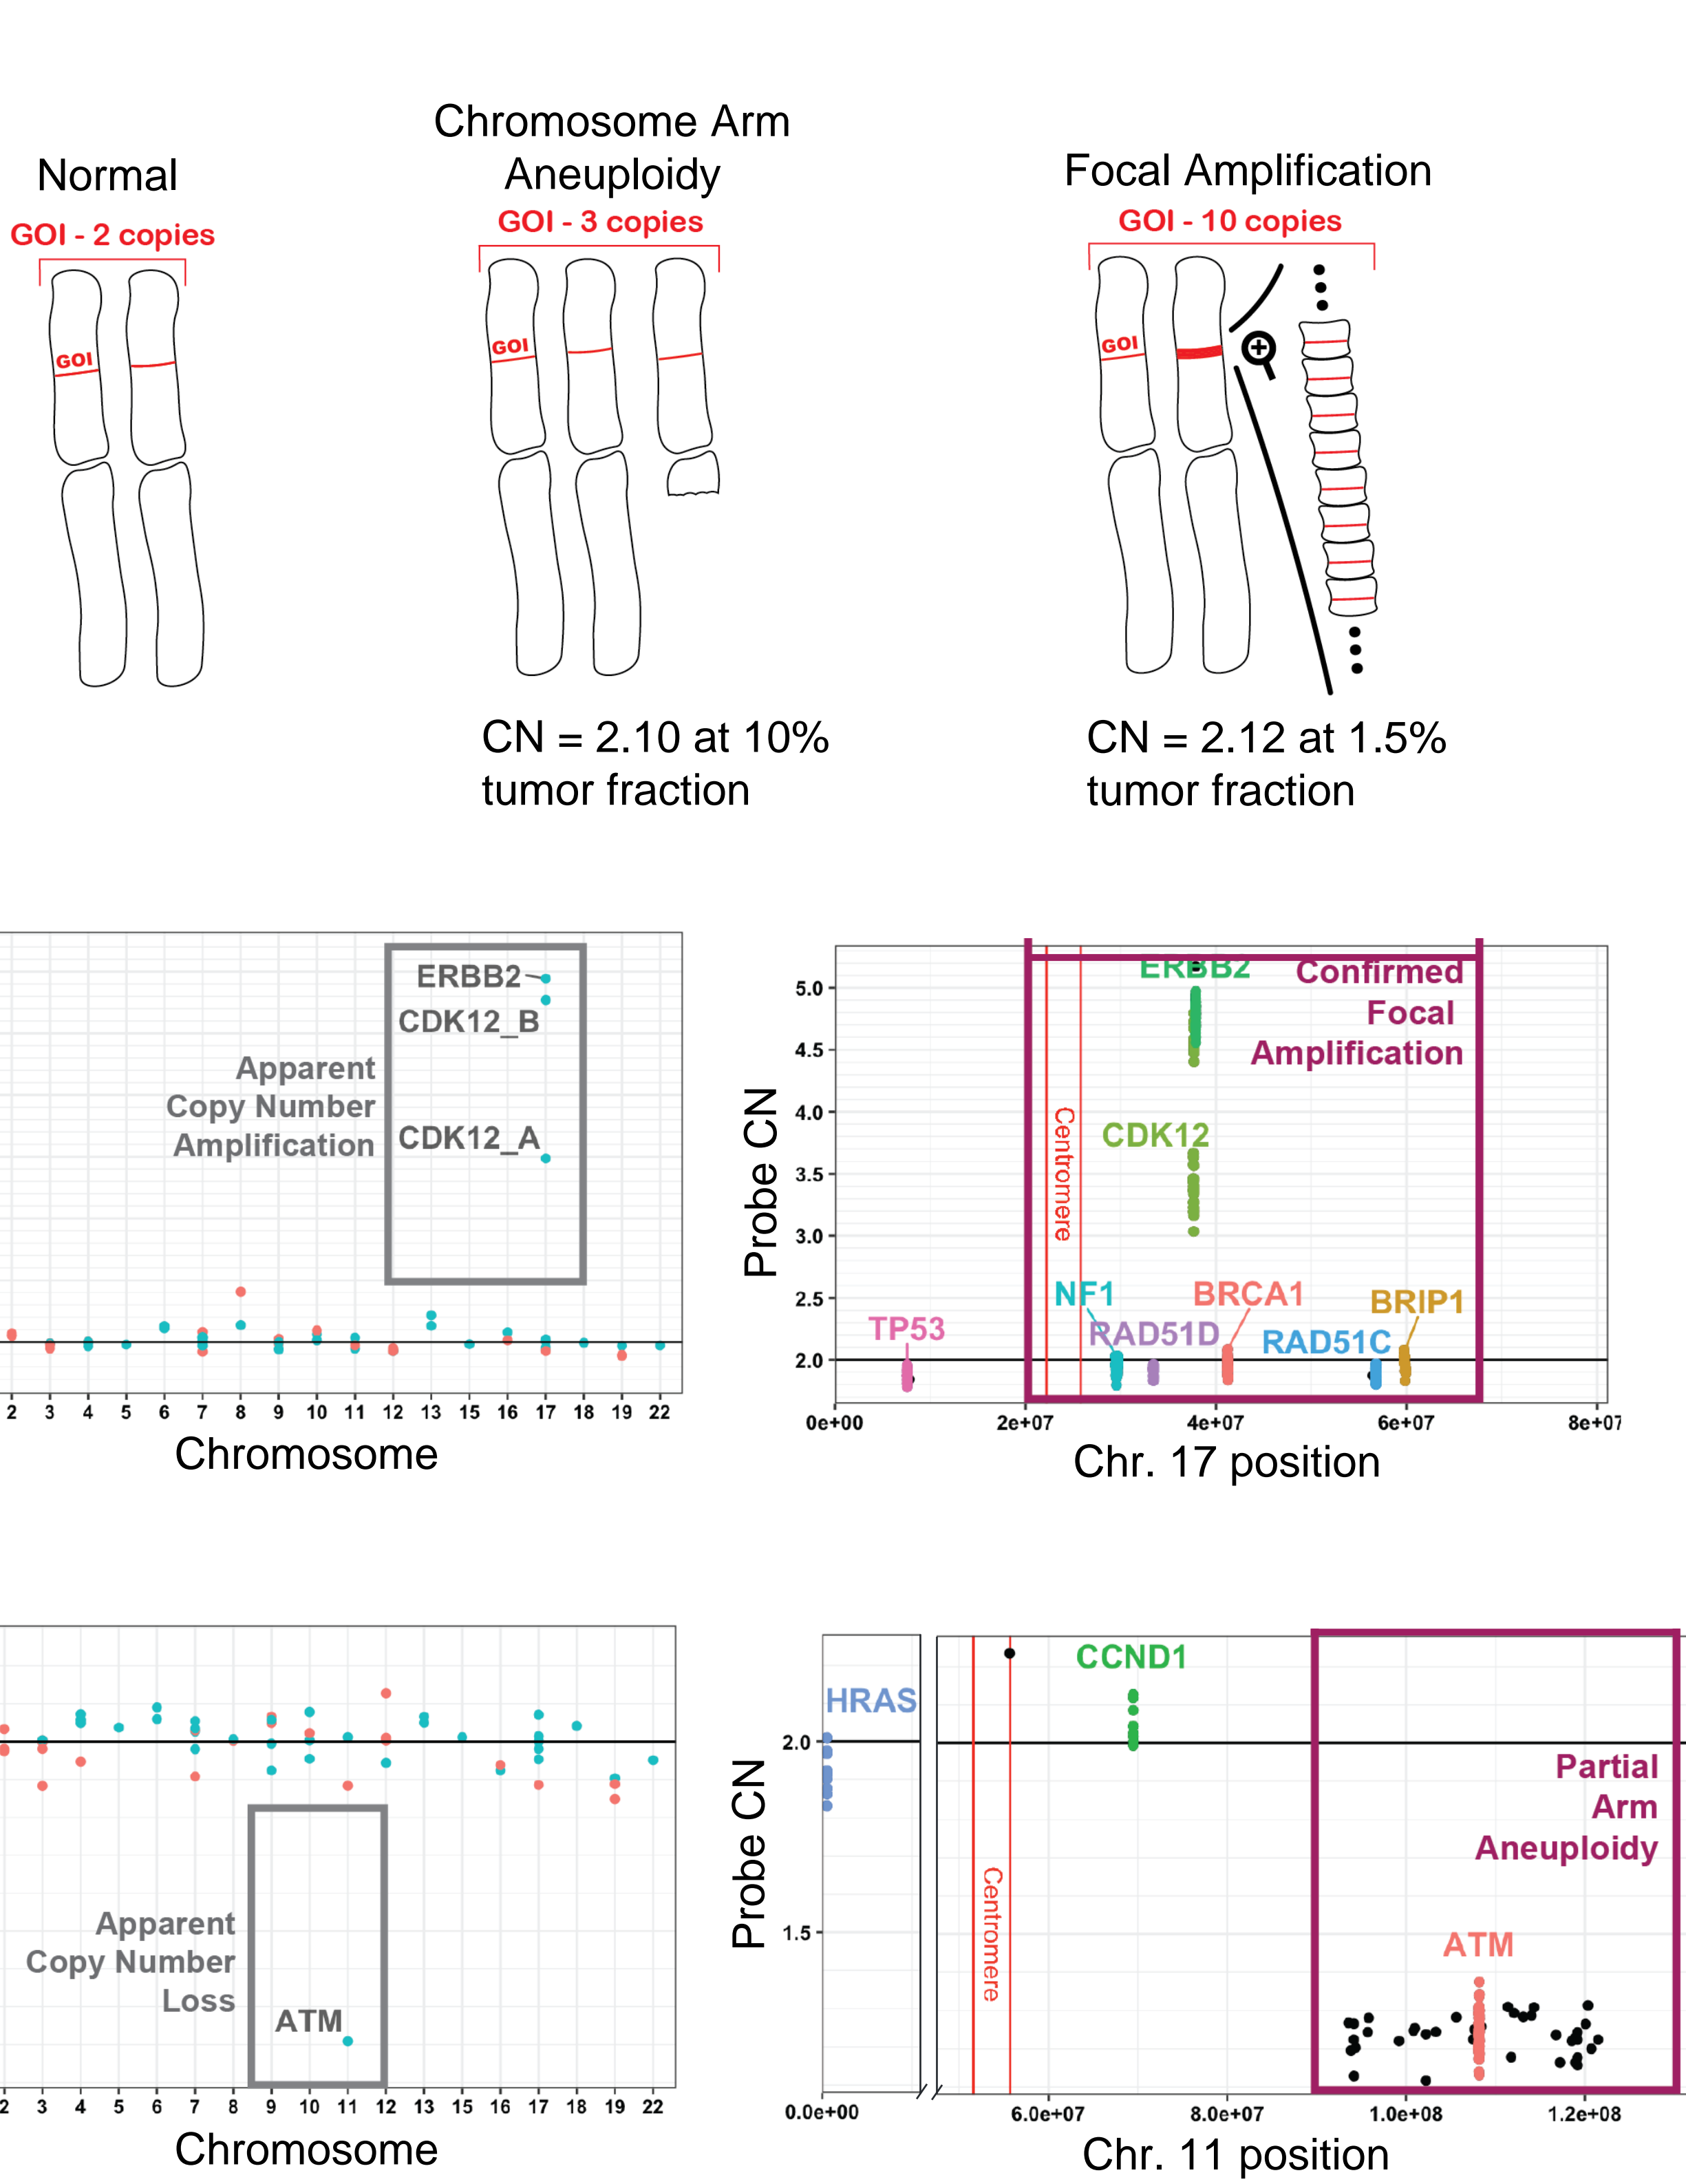 Normal
GOI - 2 copies
GOI
Chromosome Arm
Aneuploidy
GOI - 3 copies
GOI
CN = 2.10 at 10%
tumor fraction
Focal Amplification
GOI - 10 copies
GOI
CN = 2.12 at 1.5%
tumor fraction
ERBB2
CDK12_B
Apparent
Copy Number
Amplification
CDK12_A
2 3 4 5 6 7 8 9 10 11 12 13 15 16 17 18 19 22
Chromosome
Probe CN
5.0
4.5
4.0
3.5
3.0
2.5
2.0
ERBB2
Confirmed
Focal
Amplification
Centromere
CDK12
NF1
BRCA1
BRIP1
TP53
RAD51D
RAD51C
0e+00 2e+07 4e+07 6e+07 8e+07
Chr. 17 position
Apparent
Copy Number
Loss
ATM
2 3 4 5 6 7 8 9 10 11 12 13 15 16 17 18 19 22
Chromosome
Probe CN
2.0
1.5
HRAS
CCND1
Centromere
Partial
Arm
Aneuploidy
ATM
0.0e+00 6.0e+07 8.0e+07 1.0e+08 1.2e+08
Chr. 11 position